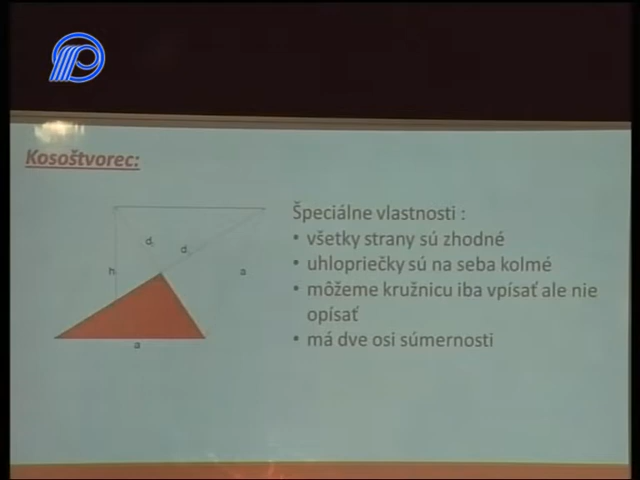 Kosoštvorec:
Špeciálne vlastnosti :
• všetky strany sú zhodné
• uhlopriečky sú na seba kolmé
• môžeme kružnicu iba vpísať ale nie
opísať
• má dve osi súmernosti
d
d
h
a
a